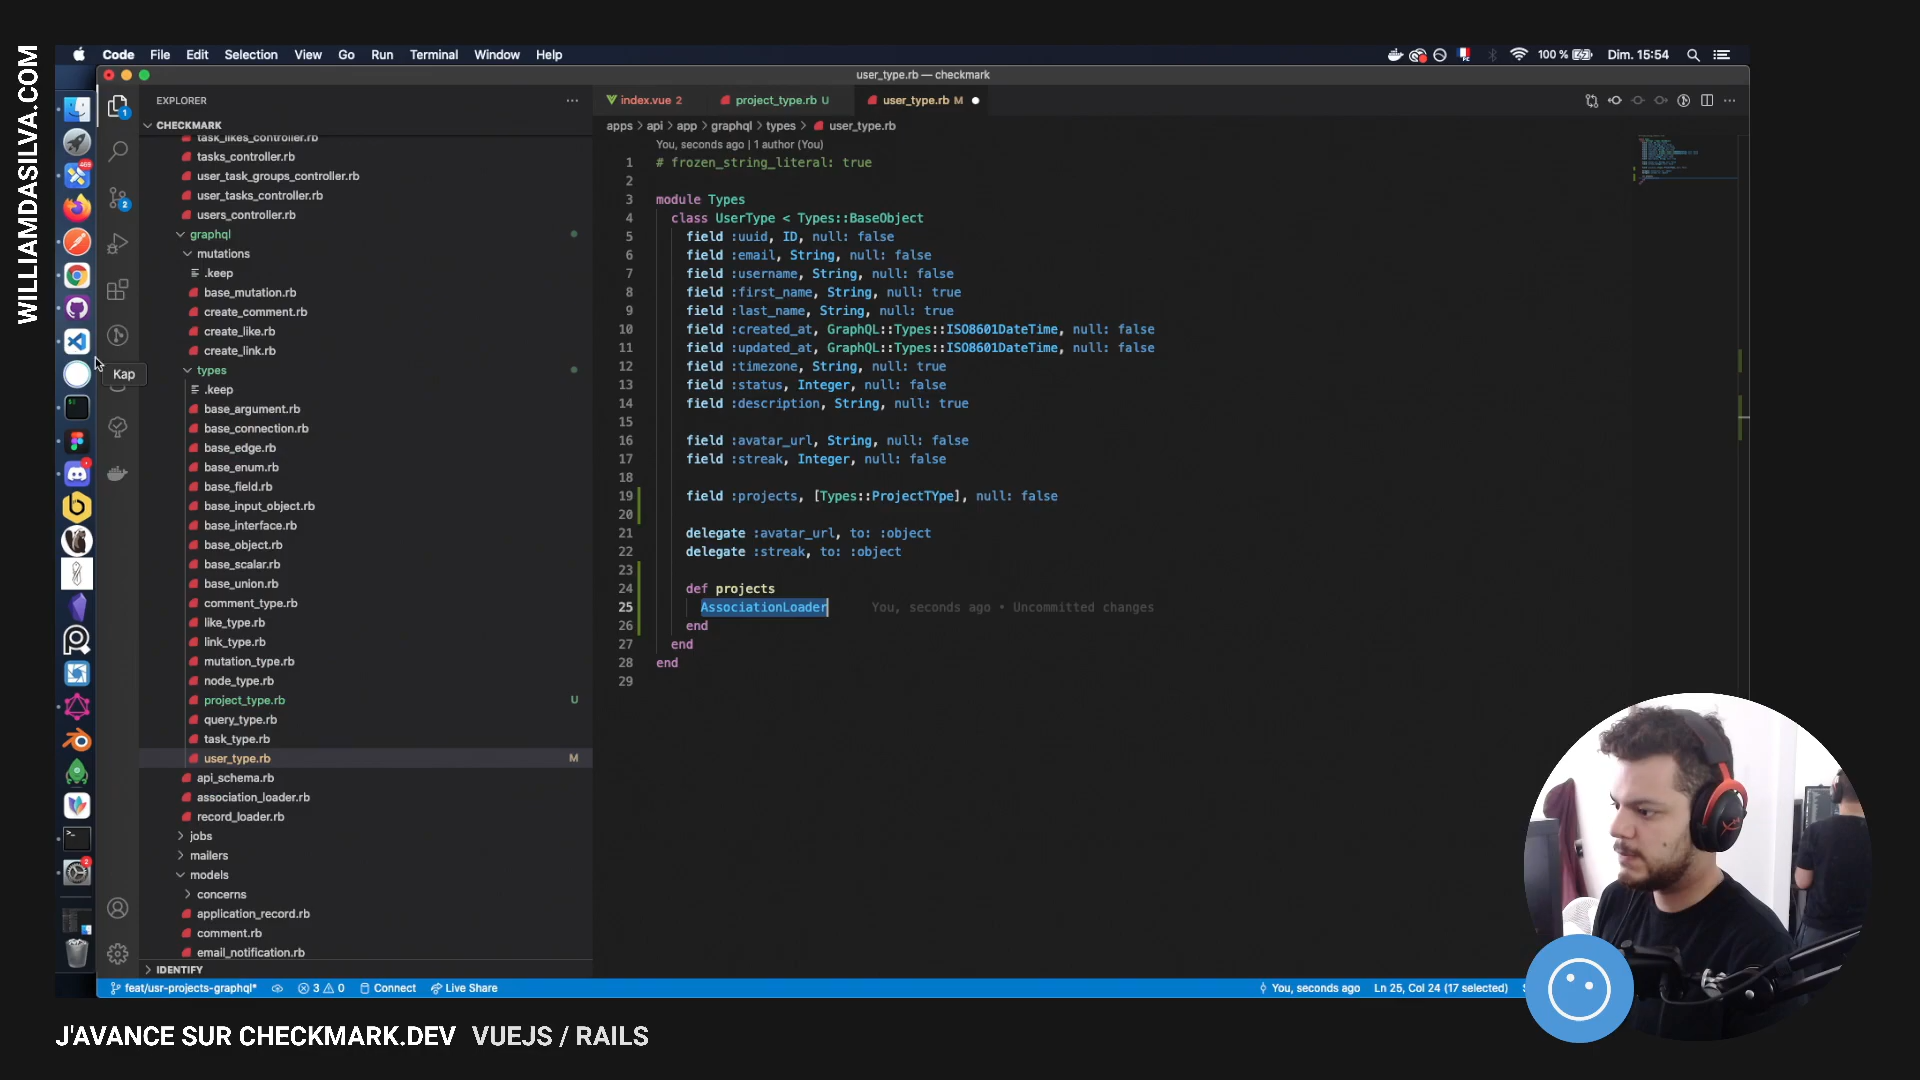 WILLIAMDASILVA.COM
Code File Edit Selection View Go Run Terminal Window Help
100 % Dim. 15:54
user_type.rb — checkmark
EXPLORER
index.vue 2
project_type.rb U
user_type.rb M
CHECKMARK
apps > api > app > graphql > types > user_type.rb
task_likes_controller.rb
tasks_controller.rb
user_task_groups_controller.rb
user_tasks_controller.rb
users_controller.rb
graphql
mutations
.keep
base_mutation.rb
create_comment.rb
create_like.rb
create_link.rb
types
.keep
base_argument.rb
base_connection.rb
base_edge.rb
base_enum.rb
base_field.rb
base_input_object.rb
base_interface.rb
base_object.rb
base_scalar.rb
base_union.rb
comment_type.rb
like_type.rb
link_type.rb
mutation_type.rb
node_type.rb
project_type.rb U
query_type.rb
task_type.rb
user_type.rb M
api_schema.rb
association_loader.rb
record_loader.rb
jobs
mailers
models
concerns
application_record.rb
comment.rb
email_notification.rb
IDENTIFY
Kap
1
2
469
2
You, seconds ago | 1 author (You)
1 # frozen_string_literal: true
2
3 module Types
4 class UserType < Types::BaseObject
5 field :uuid, ID, null: false
6 field :email, String, null: false
7 field :username, String, null: false
8 field :first_name, String, null: true
9 field :last_name, String, null: true
10 field :created_at, GraphQL::Types::ISO8601DateTime, null: false
11 field :updated_at, GraphQL::Types::ISO8601DateTime, null: false
12 field :timezone, String, null: true
13 field :status, Integer, null: false
14 field :description, String, null: true
15
16 field :avatar_url, String, null: false
17 field :streak, Integer, null: false
18
19 field :projects, [Types::ProjectTYpe], null: false
20
21 delegate :avatar_url, to: :object
22 delegate :streak, to: :object
23
24 def projects
25 AssociationLoader You, seconds ago • Uncommitted changes
26 end
27 end
28 end
29
feat/usr-projects-graphql* 3 0 Connect Live Share
You, seconds ago Ln 25, Col 24 (17 selected)
J'AVANCE SUR CHECKMARK.DEV VUEJS / RAILS